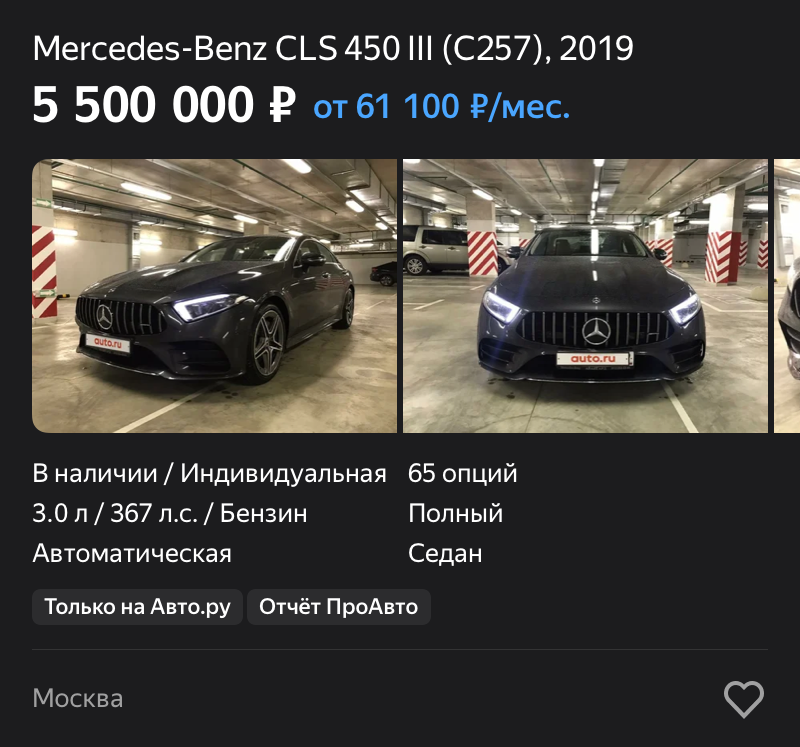 Mercedes-Benz CLS 450 III (C257), 2019
5 500 000 ₽ от 61 100 ₽/мес.
auto.ru
auto.ru
В наличии / Индивидуальная 65 опций
3.0 л / 367 л.с. / Бензин Полный
Автоматическая Седан
Только на Авто.ру Отчёт ПроАвто
Москва